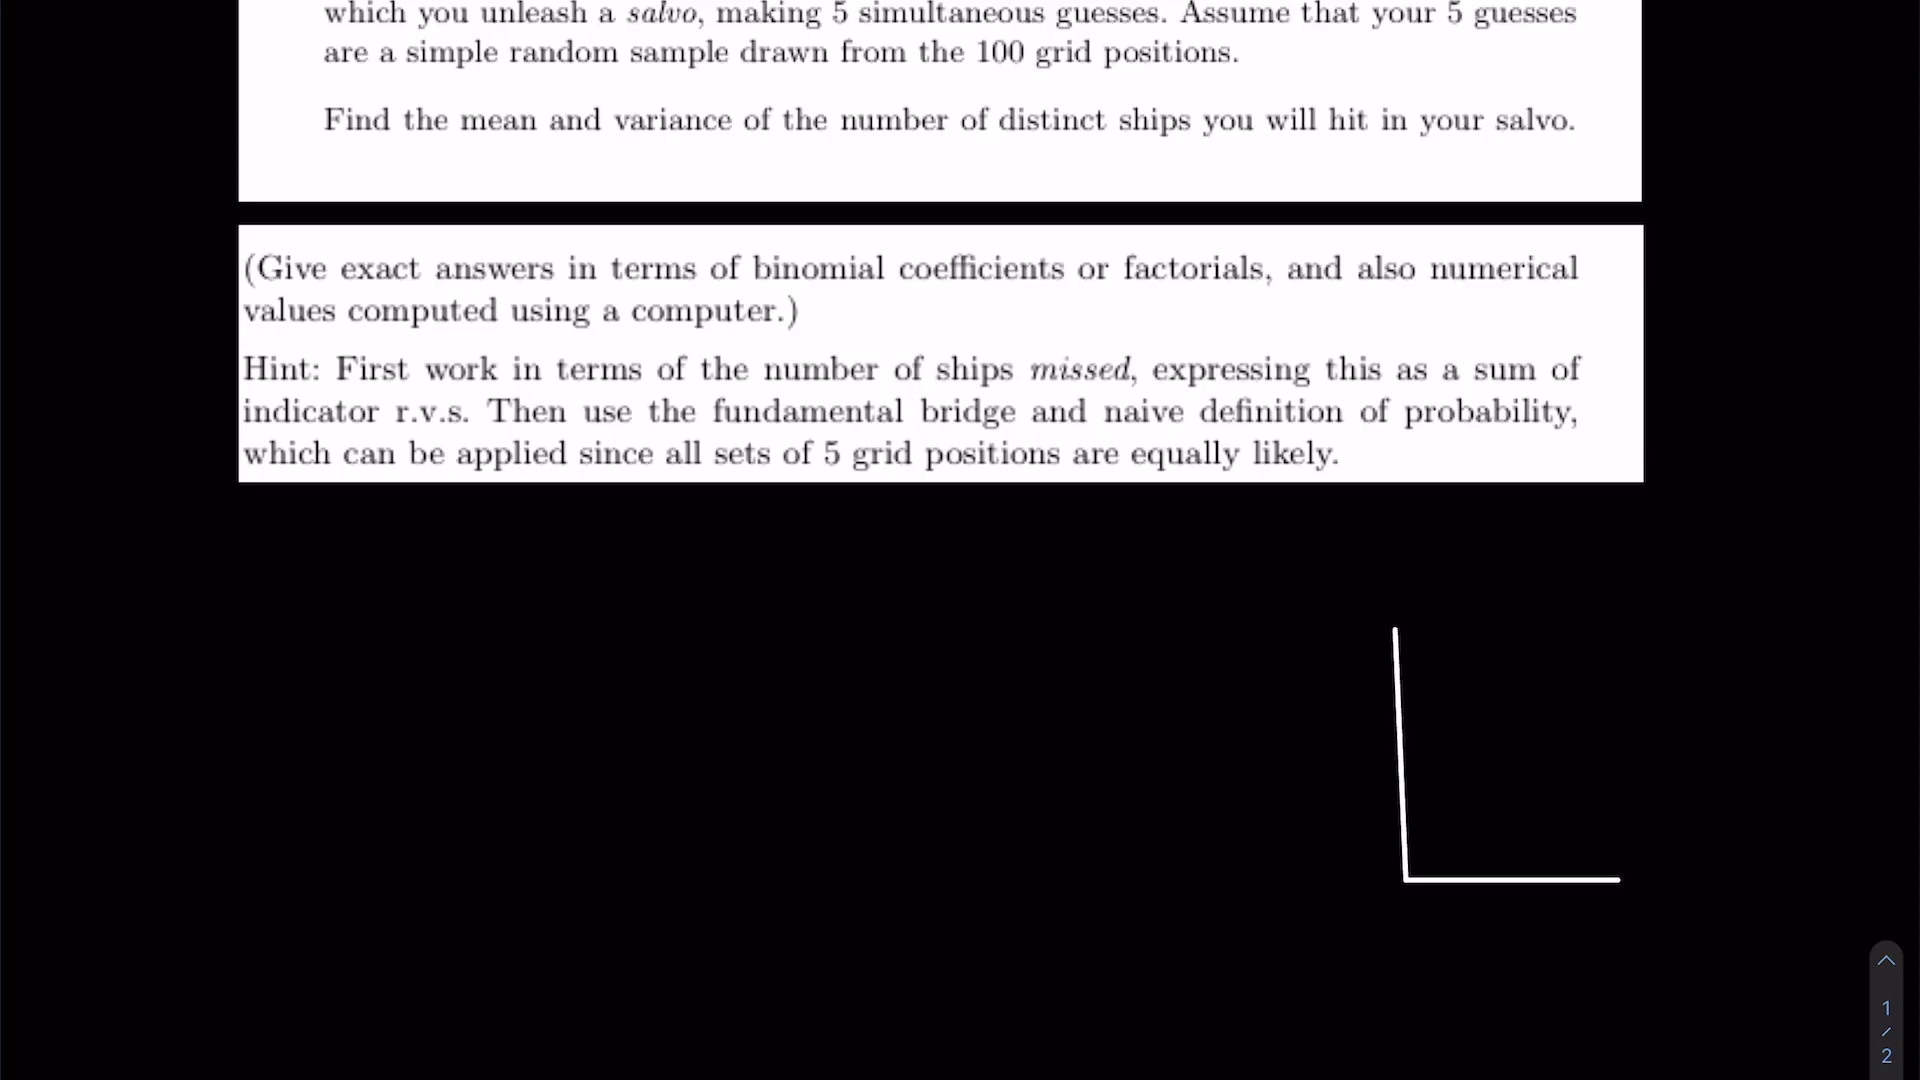 which you unleash a salvo, making 5 simultaneous guesses. Assume that your 5 guesses
are a simple random sample drawn from the 100 grid positions.
Find the mean and variance of the number of distinct ships you will hit in your salvo.
(Give exact answers in terms of binomial coefficients or factorials, and also numerical
values computed using a computer.)
Hint: First work in terms of the number of ships missed, expressing this as a sum of
indicator r.v.s. Then use the fundamental bridge and naive definition of probability,
which can be applied since all sets of 5 grid positions are equally likely.
1
/
2